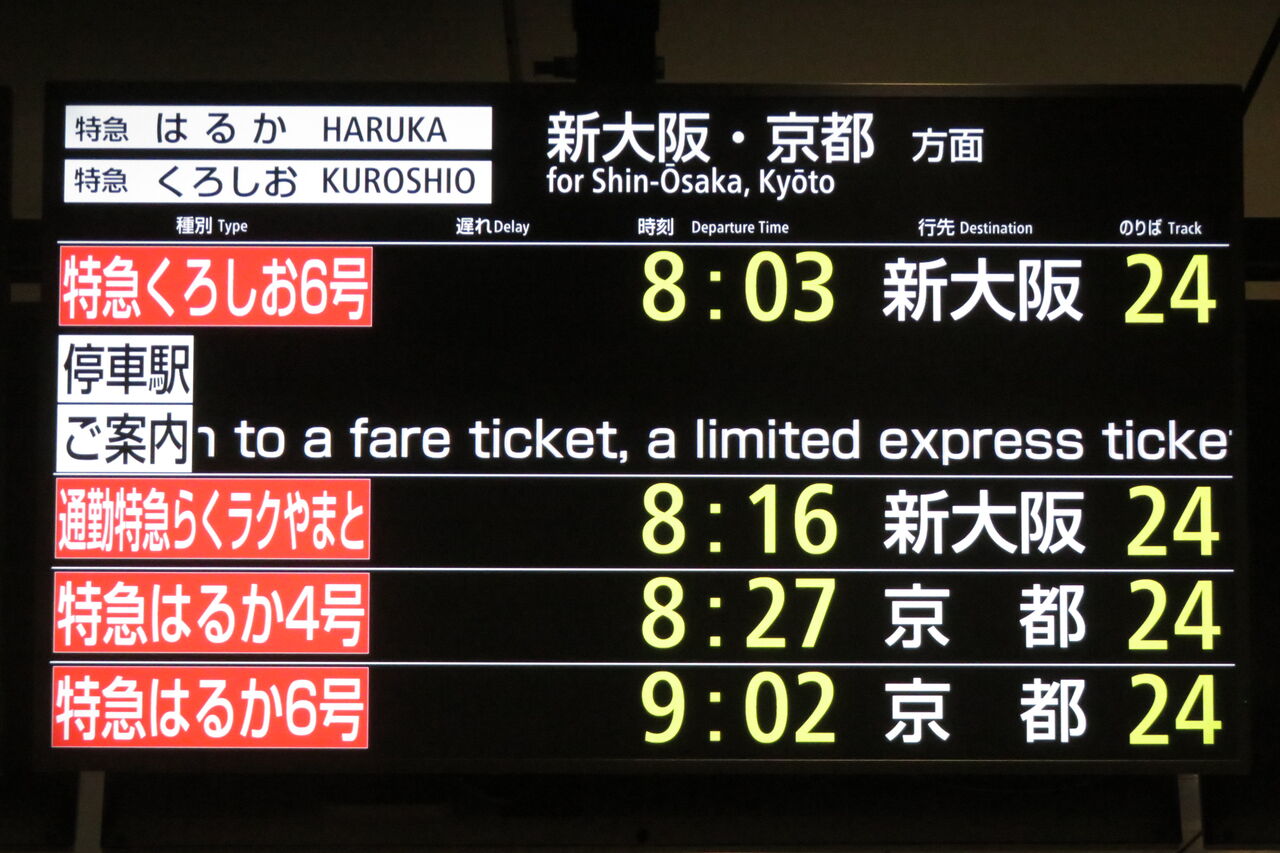 特急 はるか HARUKA
特急 くろしお KUROSHIO
新大阪・京都 方面
for Shin-Ōsaka, Kyōto
種別 Type 遅れ Delay 時刻 Departure Time 行先 Destination のりば Track
特急くろしお6号 8:03 新大阪 24
停車駅
ご案内 to a fare ticket, a limited express
通勤特急らくラクやまと 8:16 新大阪 24
特急はるか4号 8:27 京都 24
特急はるか6号 9:02 京都 24